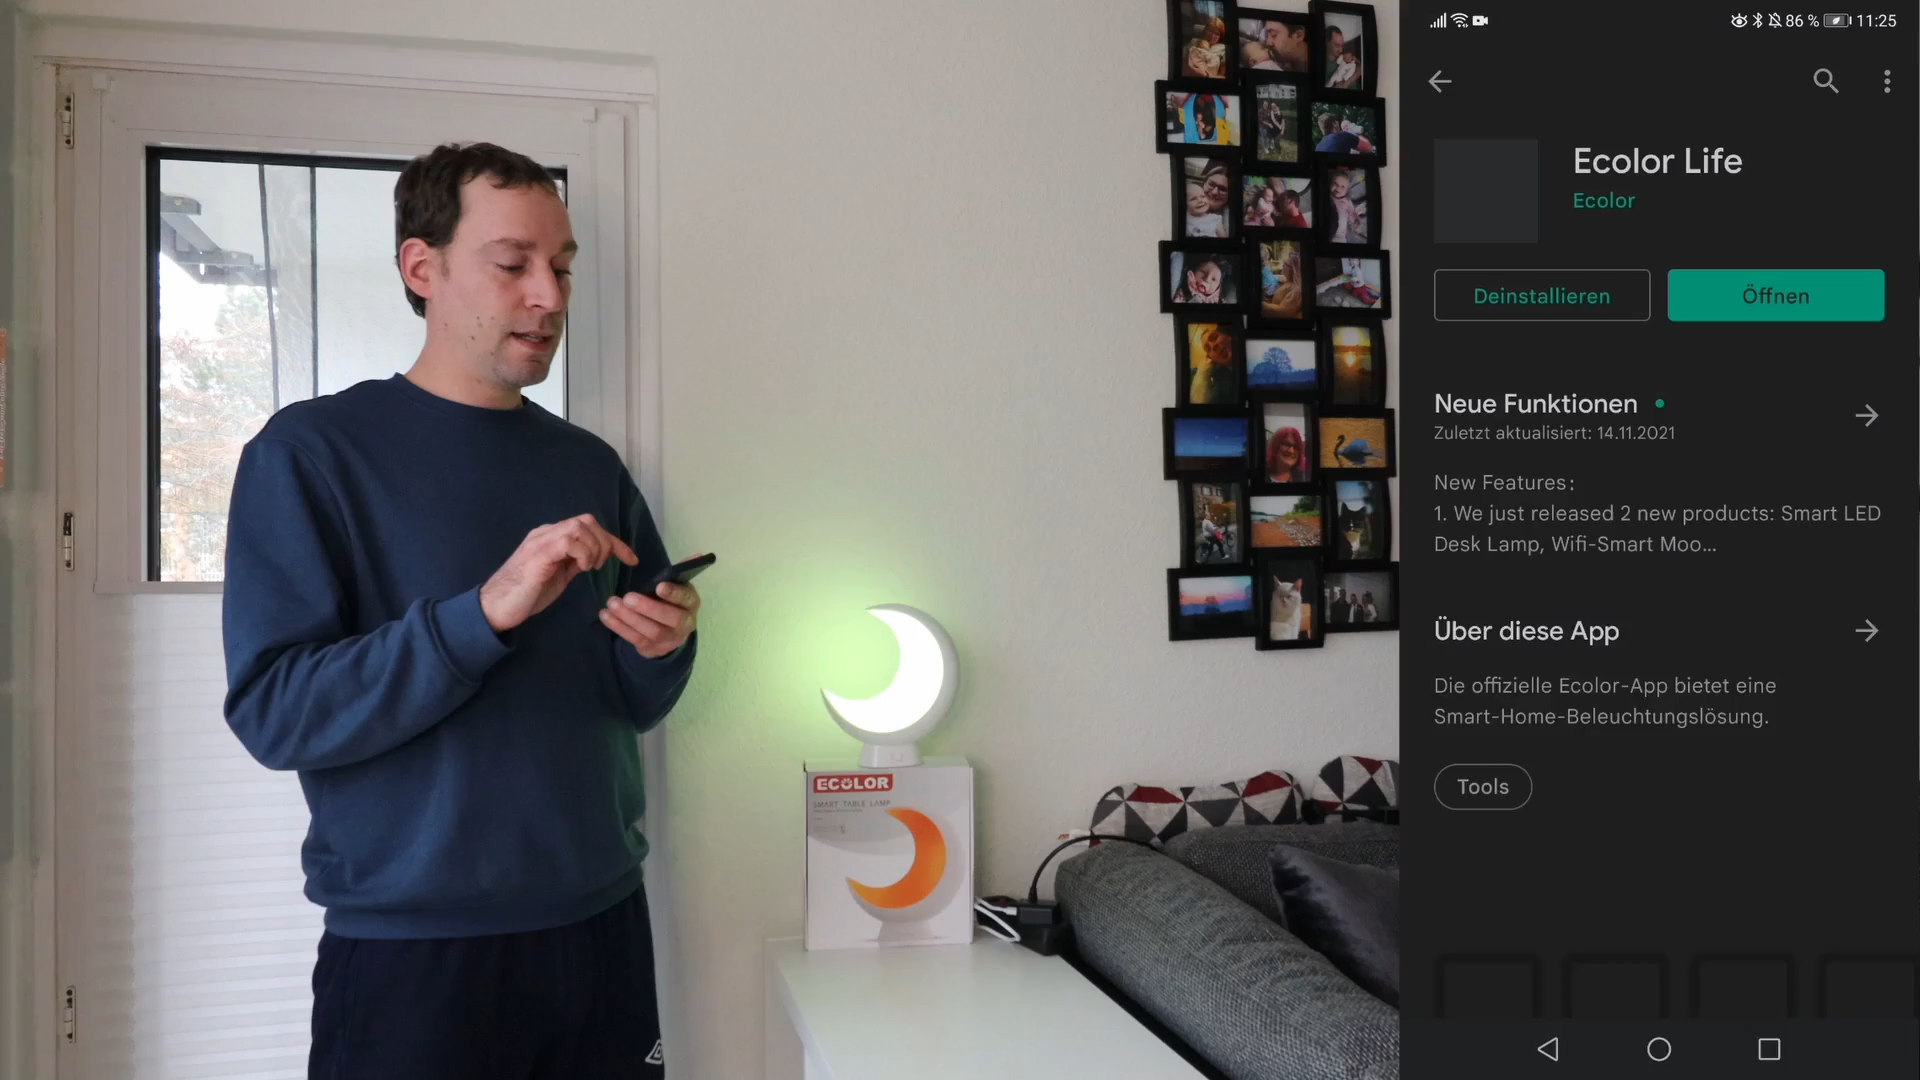 ECOLOR
SMART TABLE LAMP
86 % 11:25
Ecolor Life
Ecolor
Deinstallieren
Öffnen
Neue Funktionen
Zuletzt aktualisiert: 14.11.2021
New Features:
1. We just released 2 new products: Smart LED
Desk Lamp, Wifi-Smart Moo...
Über diese App
Die offizielle Ecolor-App bietet eine
Smart-Home-Beleuchtungslösung.
Tools